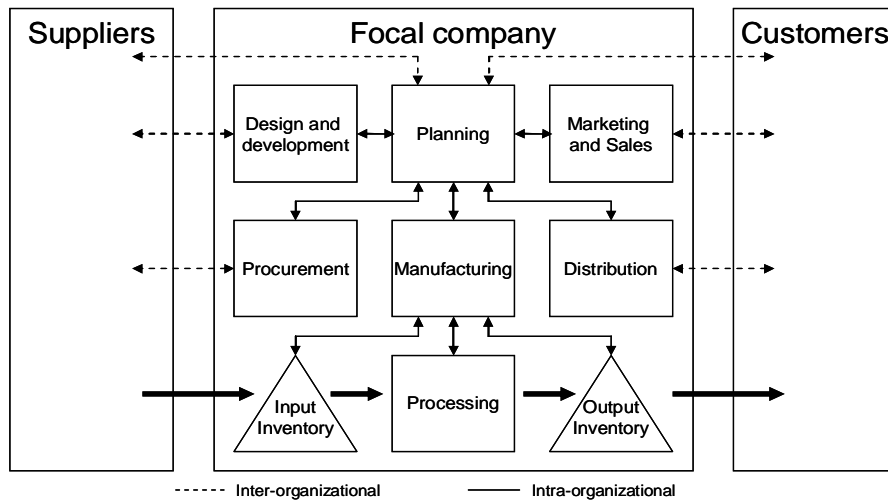 Suppliers
Focal company
Customers
Design and
development
Planning
Marketing
and Sales
Procurement
Manufacturing
Distribution
Input
Inventory
Processing
Output
Inventory
Inter-organizational
Intra-organizational